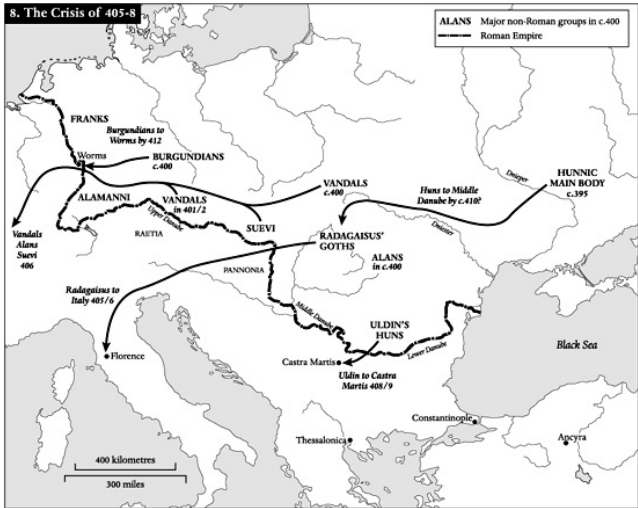 8. The Crisis of 405-8
ALANS Major non-Roman groups in c.400
Roman Empire
FRANKS
Burgundians to
Worms by 412
Worms
BURGUNDIANS
c.400
ALAMANNI
VANDALS
in 401/2
VANDALS
c.400
Huns to Middle
Danube by c.410?
Dnieper
HUNNIC
MAIN BODY
c.395
Vandals
Alans
Suevi
406
Upper Danube
RAETIA
SUEVI
RADAGAISUS'
GOTHS
Dniester
PANNONIA
ALANS
in c.400
Radagaisus to
Italy 405/6
Middle Danube
ULDIN'S
HUNS
Lower Danube
Black Sea
Florence
Castra Martis
Uldin to Castra
Martis 408/9
Constantinople
Thessalonica
Ancyra
400 kilometres
300 miles